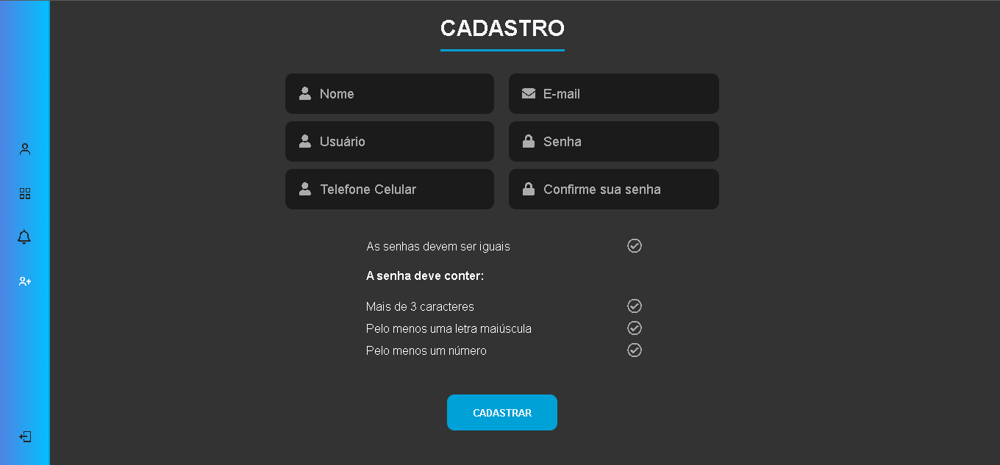 CADASTRO
Nome
E-mail
Usuário
Senha
Telefone Celular
Confirme sua senha
As senhas devem ser iguais
A senha deve conter:
Mais de 3 caracteres
Pelo menos uma letra maiúscula
Pelo menos um número
CADASTRAR